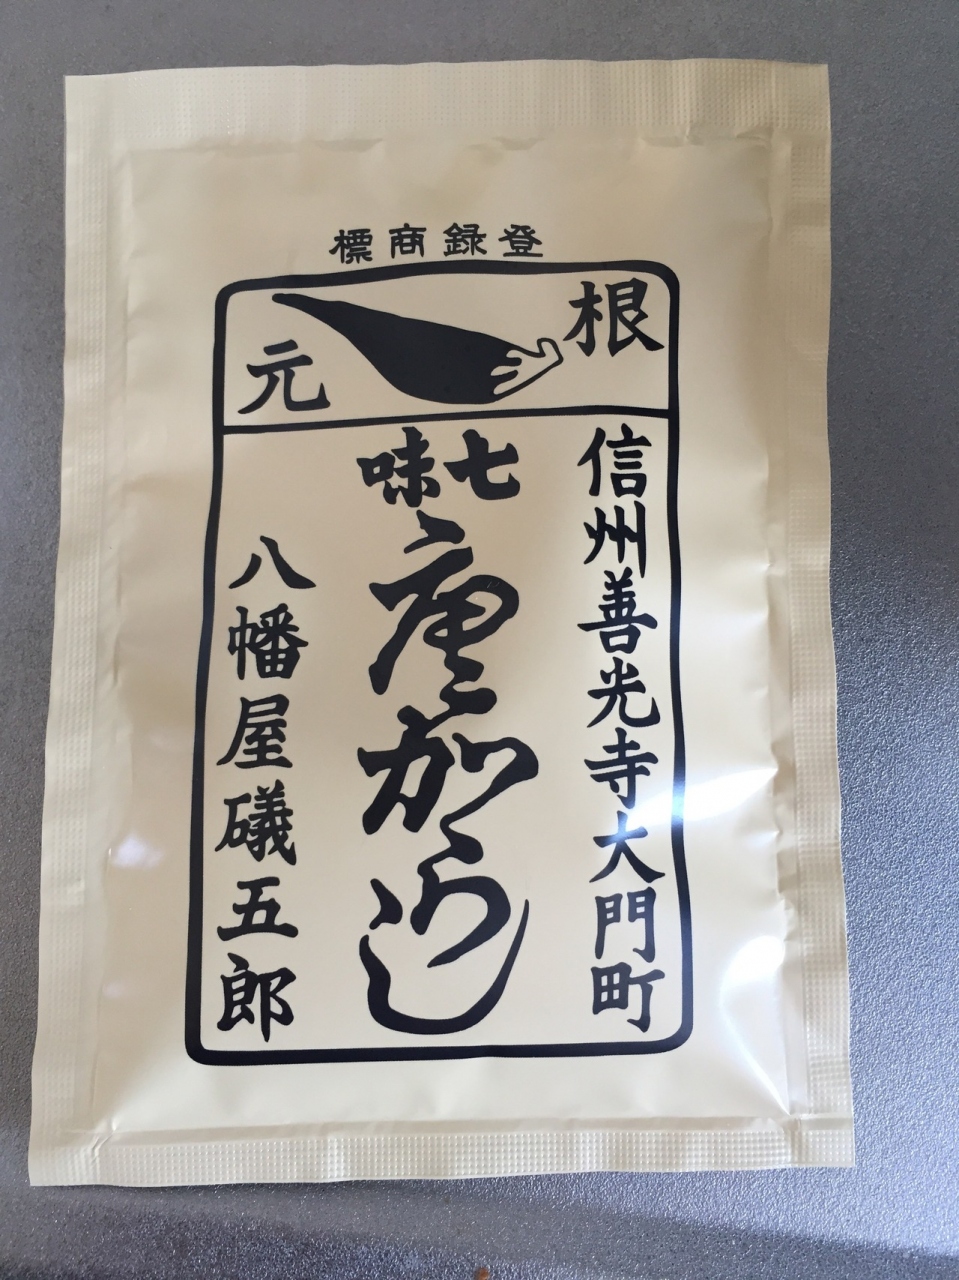 登録商標
根元
信州善光寺大門町
七味
唐加らし
八幡屋礒五郎